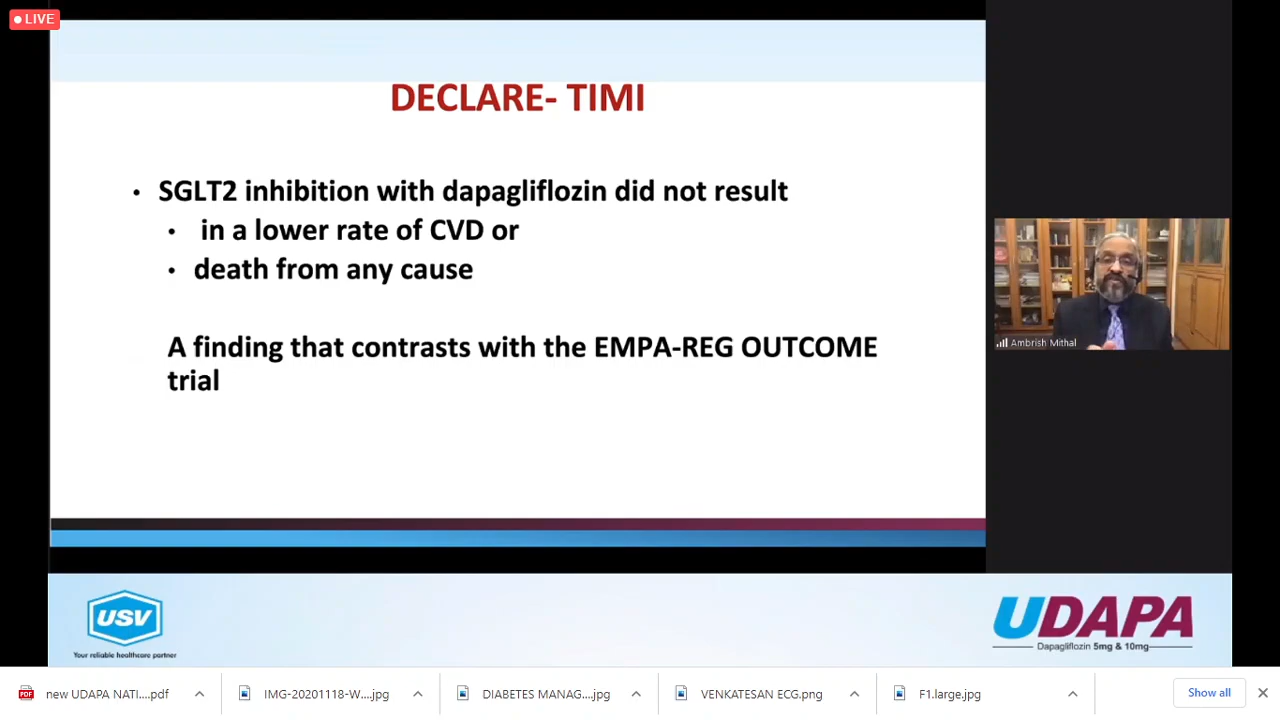 LIVE
DECLARE- TIMI
• SGLT2 inhibition with dapagliflozin did not result
• in a lower rate of CVD or
• death from any cause
A finding that contrasts with the EMPA-REG OUTCOME
trial
Ambrish Mithal
USV
Your reliable healthcare partner
UDAPA
Dapagliflozin 5mg & 10mg
new UDAPA NATI....pdf
IMG-20201118-W....jpg
DIABETES MANAG....jpg
VENKATESAN ECG.png
F1.large.jpg
Show all
PDF